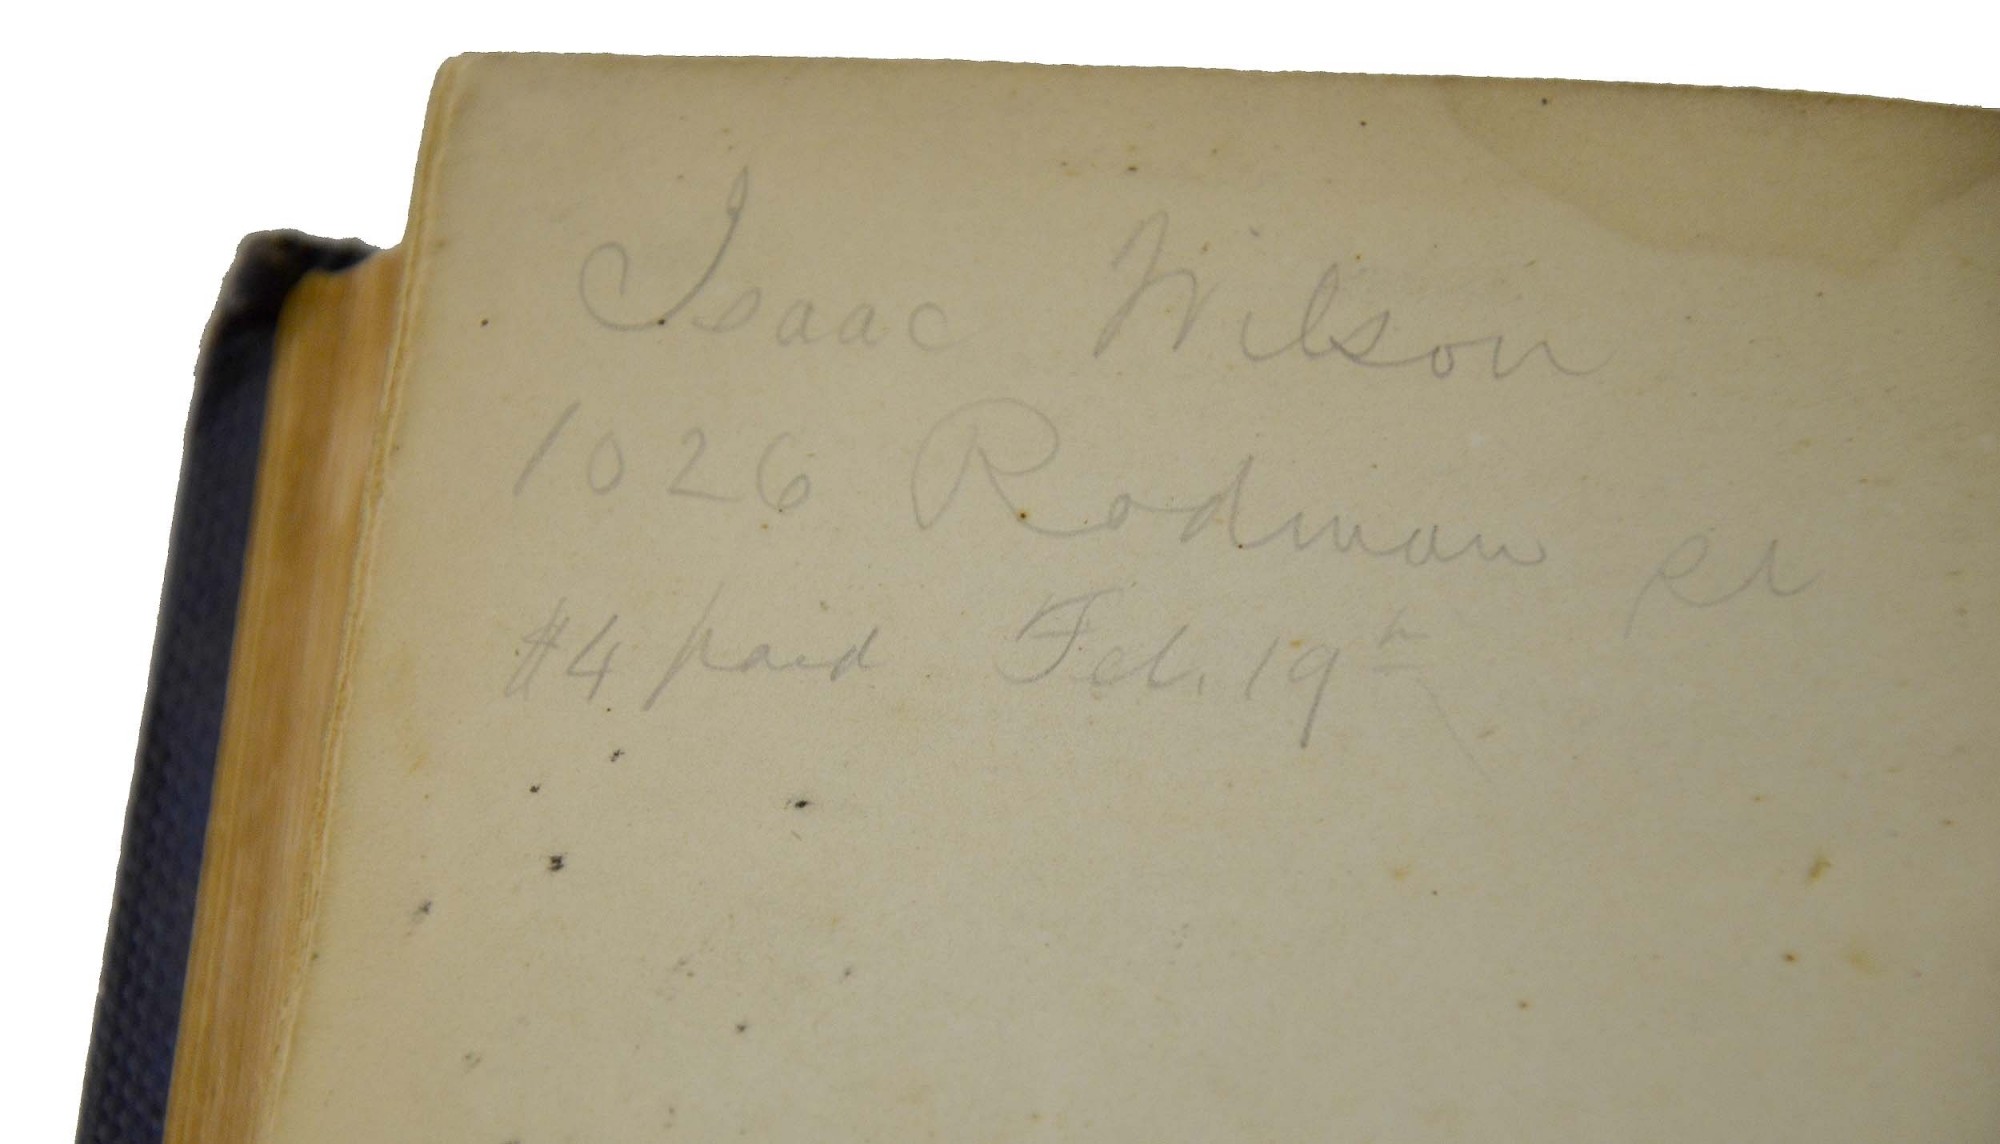 Isaac Wilson
1026 Rodman St
$4 paid Feb. 19th